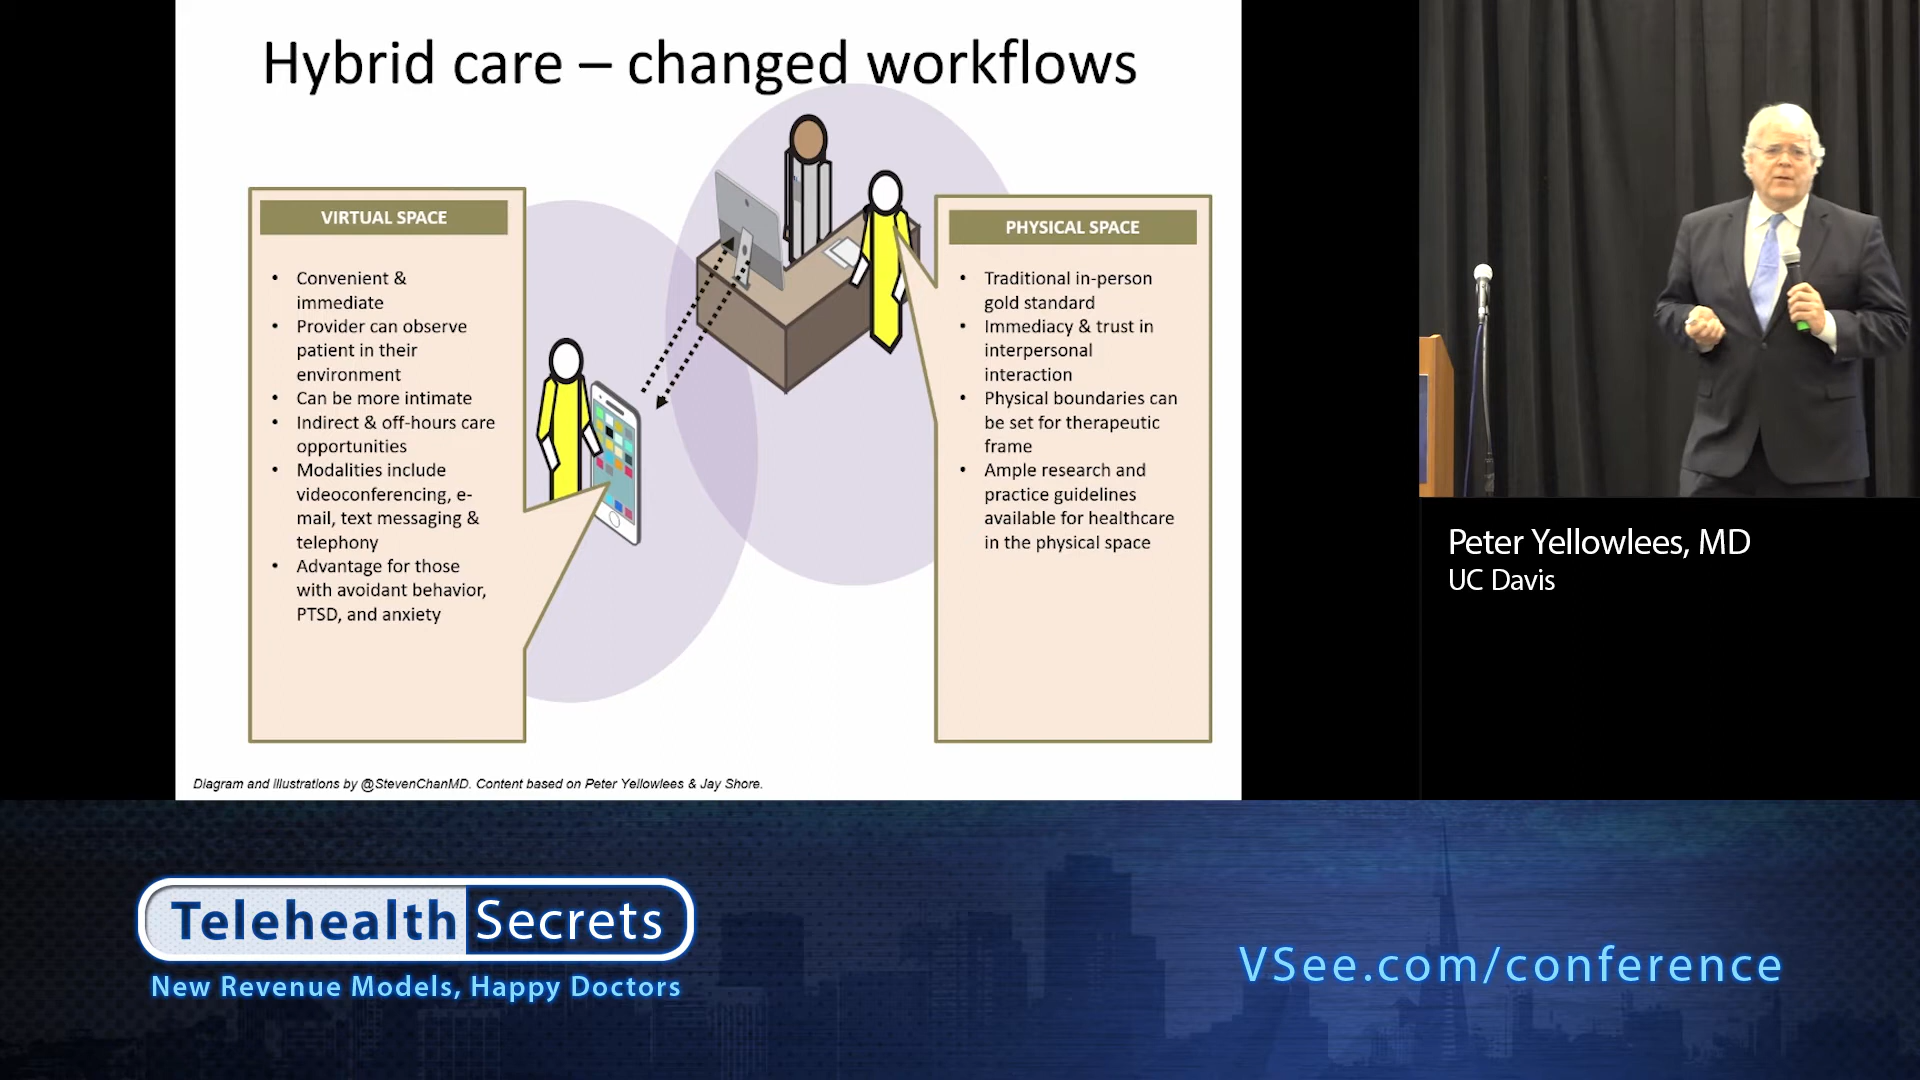 Hybrid care – changed workflows
VIRTUAL SPACE
• Convenient &
immediate
• Provider can observe
patient in their
environment
• Can be more intimate
• Indirect & off-hours care
opportunities
• Modalities include
videoconferencing, e-
mail, text messaging &
telephony
• Advantage for those
with avoidant behavior,
PTSD, and anxiety
PHYSICAL SPACE
• Traditional in-person
gold standard
• Immediacy & trust in
interpersonal
interaction
• Physical boundaries can
be set for therapeutic
frame
• Ample research and
practice guidelines
available for healthcare
in the physical space
Diagram and illustrations by @StevenChanMD. Content based on Peter Yellowlees & Jay Shore.
Peter Yellowlees, MD
UC Davis
Telehealth Secrets
New Revenue Models, Happy Doctors
VSee.com/conference